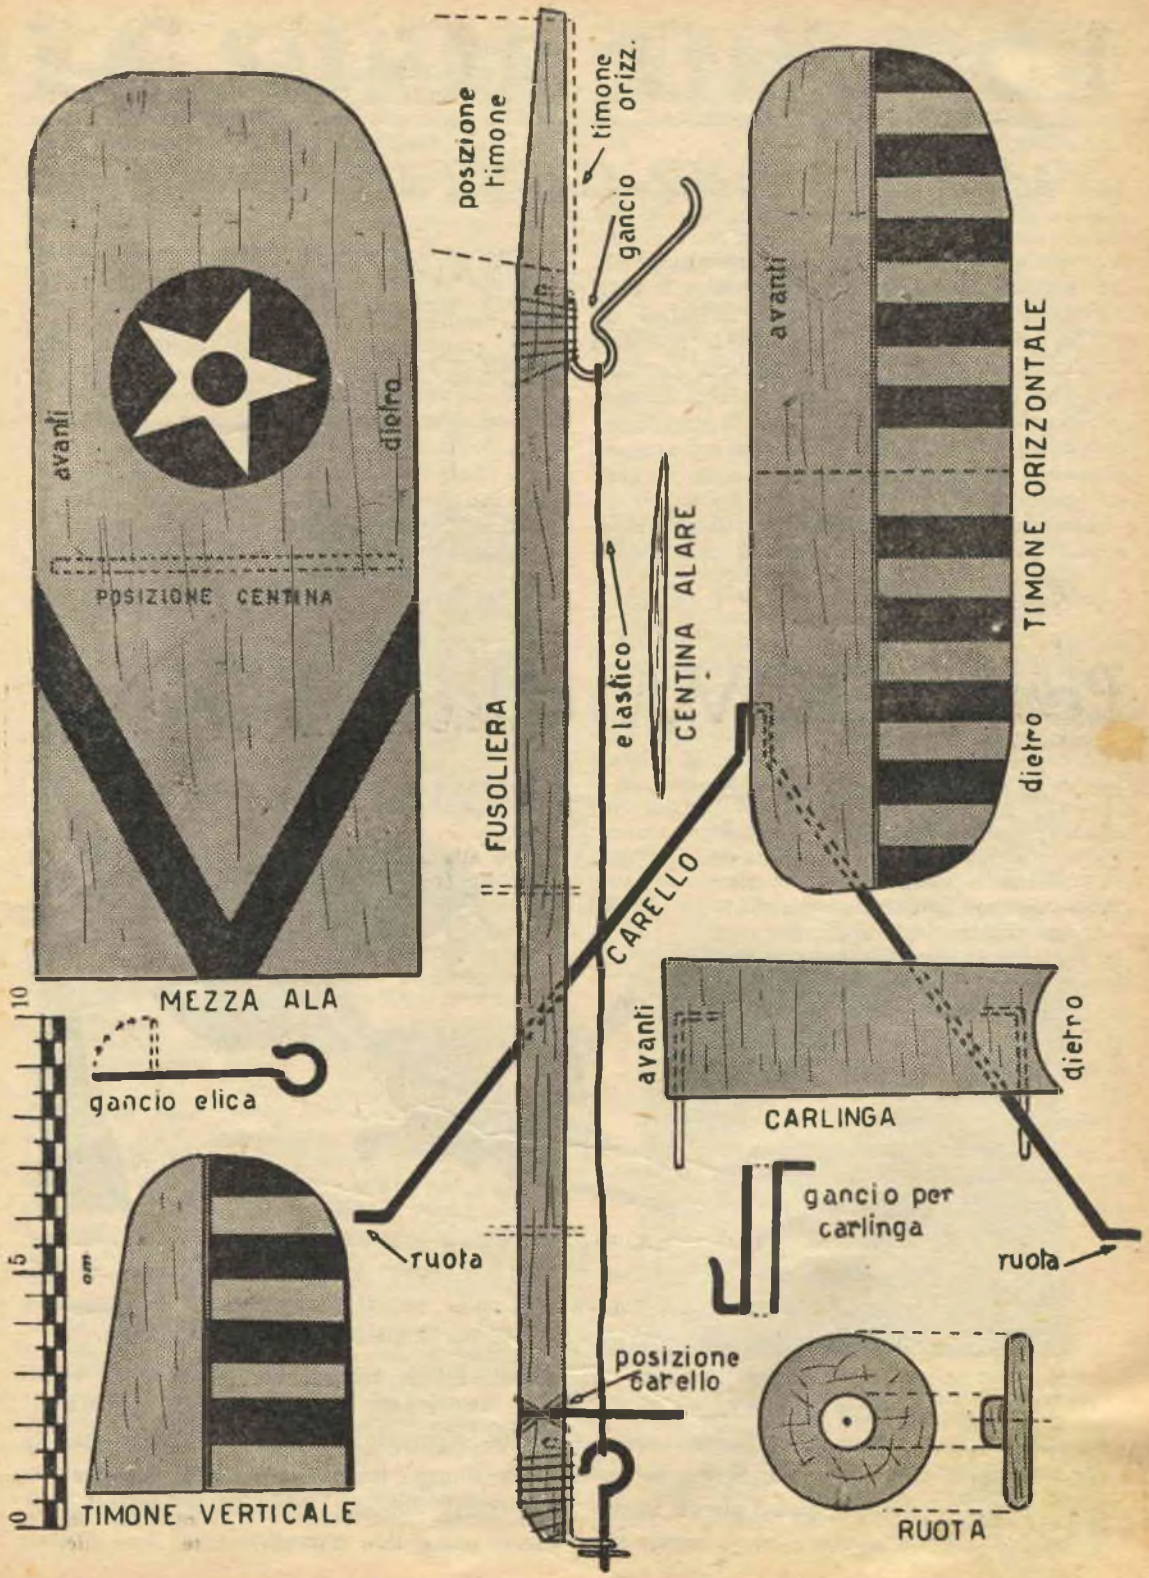 posizione
timone
timone
orizz.
gancio
avanti
dietro
POSIZIONE CENTINA
MEZZA ALA
FUSOLIERA
elastico
CENTINA ALARE
avanti
TIMONE ORIZZONTALE
dietro
CARELLO
10
5
0
cm
gancio elica
TIMONE VERTICALE
ruota
avanti
dietro
CARLINGA
gancio per
carlinga
ruota
posizione
carello
RUOTA